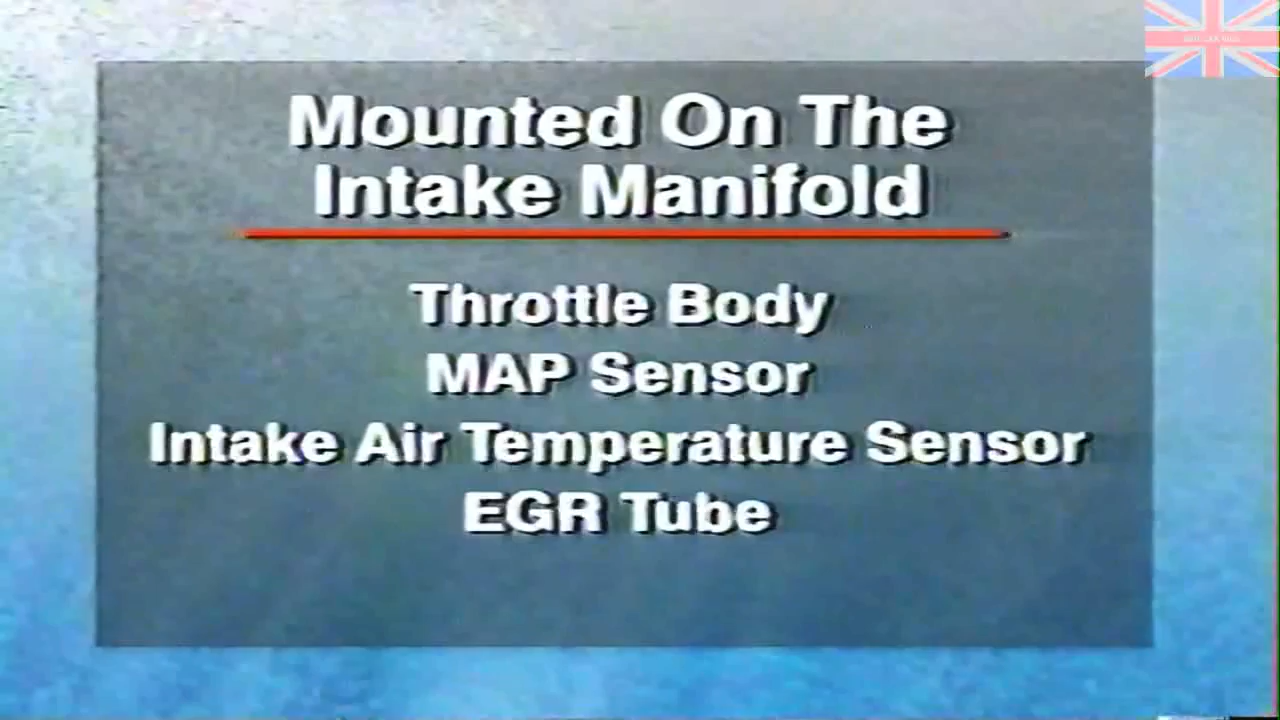 Mounted On The
Intake Manifold
Throttle Body
MAP Sensor
Intake Air Temperature Sensor
EGR Tube